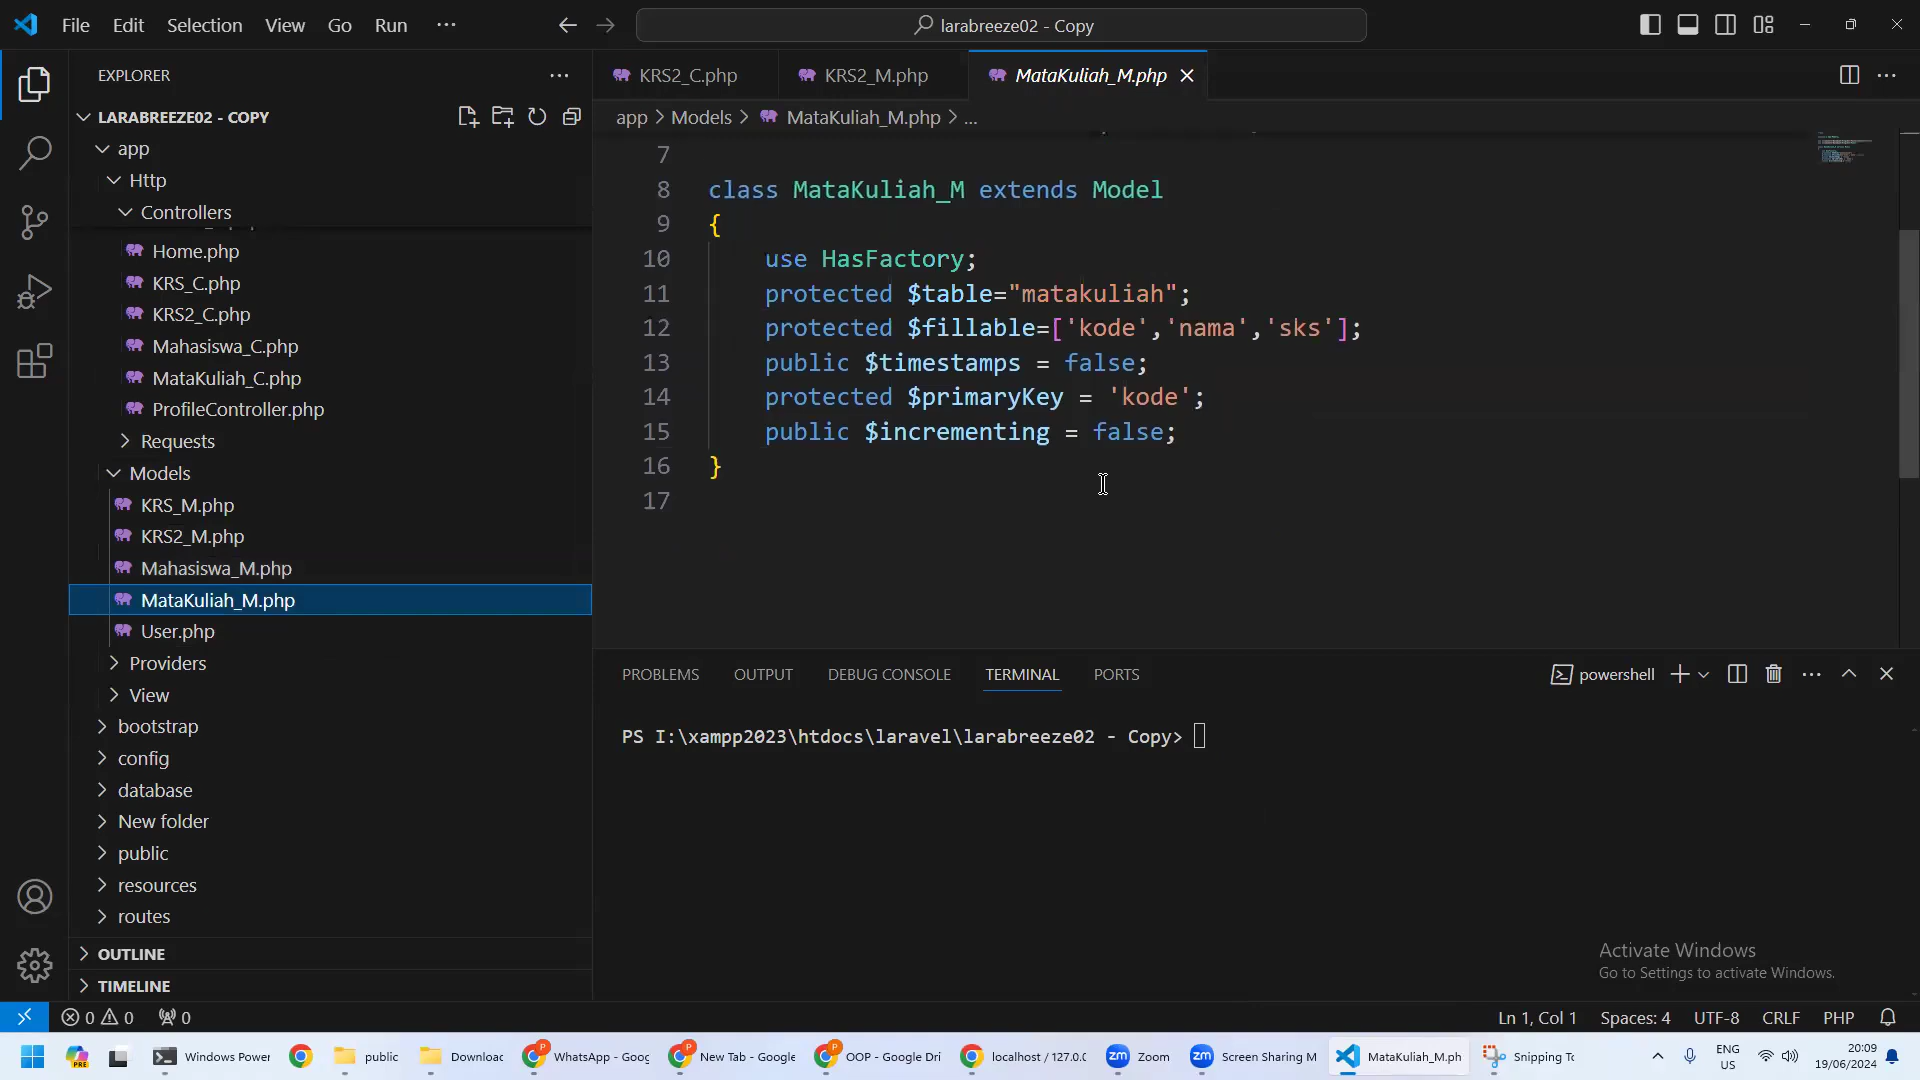 File Edit Selection View Go Run ···
larabreeze02 - Copy
EXPLORER
LARABREEZE02 - COPY
app
Http
Controllers
Home.php
KRS_C.php
KRS2_C.php
Mahasiswa_C.php
MataKuliah_C.php
ProfileController.php
Requests
Models
KRS_M.php
KRS2_M.php
Mahasiswa_M.php
MataKuliah_M.php
User.php
Providers
View
bootstrap
config
database
New folder
public
resources
routes
OUTLINE
TIMELINE
KRS2_C.php KRS2_M.php MataKuliah_M.php
app > Models > MataKuliah_M.php > ...
7
8 class MataKuliah_M extends Model
9 {
10 use HasFactory;
11 protected $table="matakuliah";
12 protected $fillable=['kode','nama','sks'];
13 public $timestamps = false;
14 protected $primaryKey = 'kode';
15 public $incrementing = false;
16 }
17
PROBLEMS OUTPUT DEBUG CONSOLE TERMINAL PORTS
powershell
PS I:\xampp2023\htdocs\laravel\larabreeze02 - Copy>
Activate Windows
Go to Settings to activate Windows.
0 0 0
Ln 1, Col 1 Spaces: 4 UTF-8 CRLF PHP
PRE Windows Power public Downloac WhatsApp - Goog New Tab - Google OOP - Google Dri localhost / 127.0.0 zm Zoom zm Screen Sharing M MataKuliah_M.ph Snipping To
ENG
US
20:09
19/06/2024